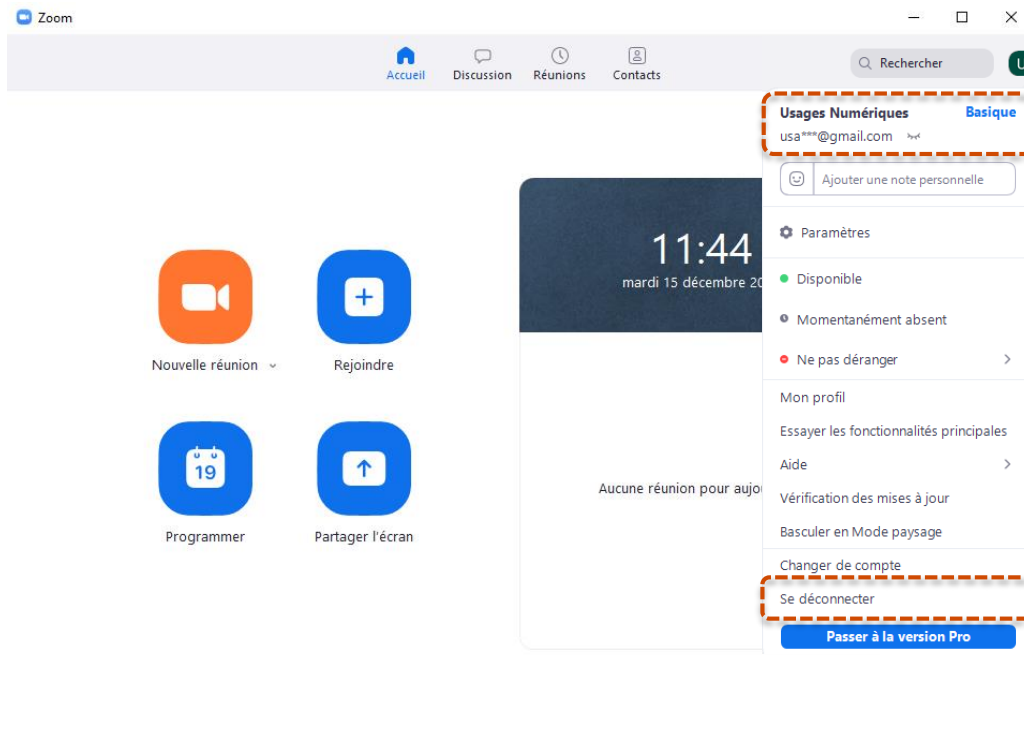 Zoom
Accueil
Discussion
Réunions
Contacts
Rechercher
U
Usages Numériques
Basique
usa***@gmail.com
Ajouter une note personnelle
Paramètres
11:44
mardi 15 décembre 20
Disponible
Momentanément absent
Nouvelle réunion
Rejoindre
Ne pas déranger
Mon profil
Essayer les fonctionnalités principales
Aide
19
Aucune réunion pour aujo
Vérification des mises à jour
Programmer
Partager l'écran
Basculer en Mode paysage
Changer de compte
Se déconnecter
Passer à la version Pro